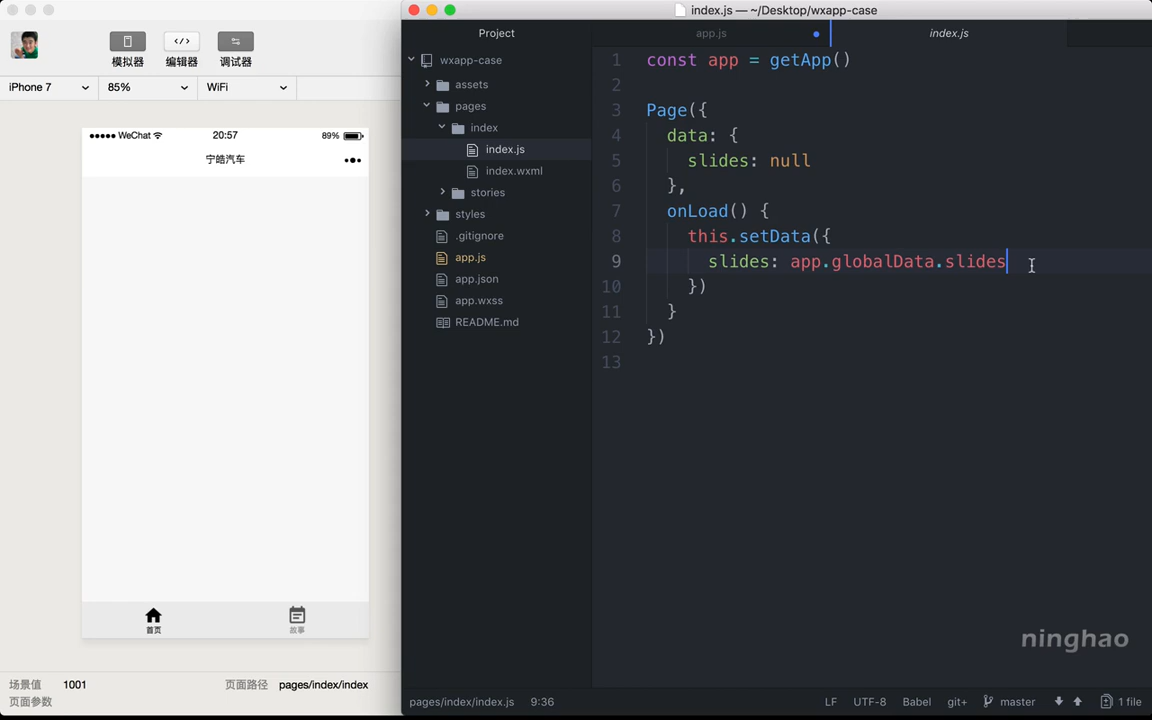 模拟器
编辑器
调试器
iPhone 7
85%
WiFi
WeChat
20:57
89%
宁皓汽车
首页
故事
场景值
1001
页面路径
pages/index/index
页面参数
index.js — ~/Desktop/wxapp-case
Project
wxapp-case
assets
pages
index
index.js
index.wxml
stories
styles
.gitignore
app.js
app.json
app.wxss
README.md
app.js
index.js
1 const app = getApp()
2
3 Page({
4 data: {
5 slides: null
6 },
7 onLoad() {
8 this.setData({
9 slides: app.globalData.slides
10 })
11 }
12 })
13
ninghao
pages/index/index.js
9:36
LF
UTF-8
Babel
git+
master
1 file